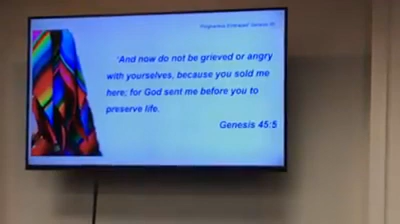 "And now do not be grieved or angry
with yourselves, because you sold me
here; for God sent me before you to
preserve life.
Genesis 45:5